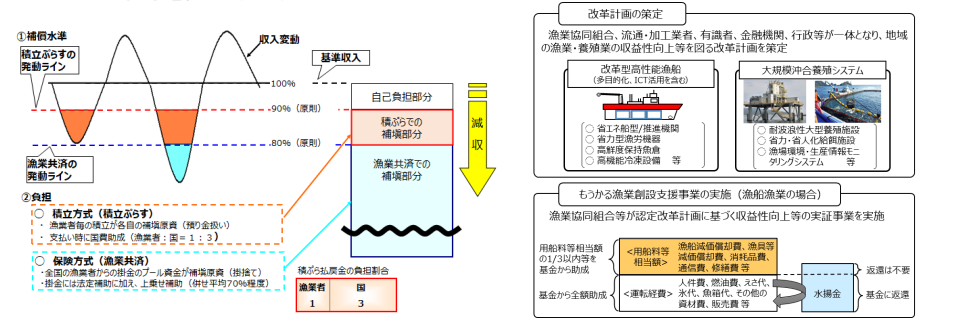 ①補償水準
収入変動
積立ぷらすの
発動ライン
基準収入
100%
90%（原則）
80%（原則）
漁業共済の
発動ライン
自己負担部分
積ぷらでの
補塡部分
漁業共済での
補塡部分
減
収
②負担
○ 積立方式（積立ぷらす）
・ 漁業者毎の積立が各自の補塡原資（預り金扱い）
・ 支払い時に国費助成（漁業者：国＝１：３）
○ 保険方式（漁業共済）
・全国の漁業者からの掛金のプール資金が補塡原資（掛捨て）
・掛金には法定補助に加え、上乗せ補助（併せ平均70%程度）
積ぷら払戻金の負担割合
漁業者 国
1 3
改革計画の策定
漁業協同組合、流通・加工業者、有識者、金融機関、行政等が一体となり、地域
の漁業・養殖業の収益性向上等を図る改革計画を策定
改革型高性能漁船
（多目的化、ICT活用を含む）
○ 省エネ船型/推進機関
○ 省力型漁労機器
○ 高鮮度保持魚倉
○ 高機能冷凍設備 等
大規模沖合養殖システム
○ 耐波浪性大型養殖施設
○ 省力・省人化給餌施設
○ 漁場環境・生産情報モニ
タリングシステム 等
もうかる漁業創設支援事業の実施（漁船漁業の場合）
漁業協同組合等が認定改革計画に基づく収益性向上等の実証事業を実施
用船料等相当額
の1/3以内等を
基金から助成
<用船料等
相当額>
漁船減価償却費、漁具等
減価償却費、消耗品費、
通信費、修繕費 等
基金から全額助成
<運転経費>
人件費、燃油費、えさ代、
氷代、魚箱代、その他の
資材費、販売費 等
水揚金
返還は不要
基金に返還